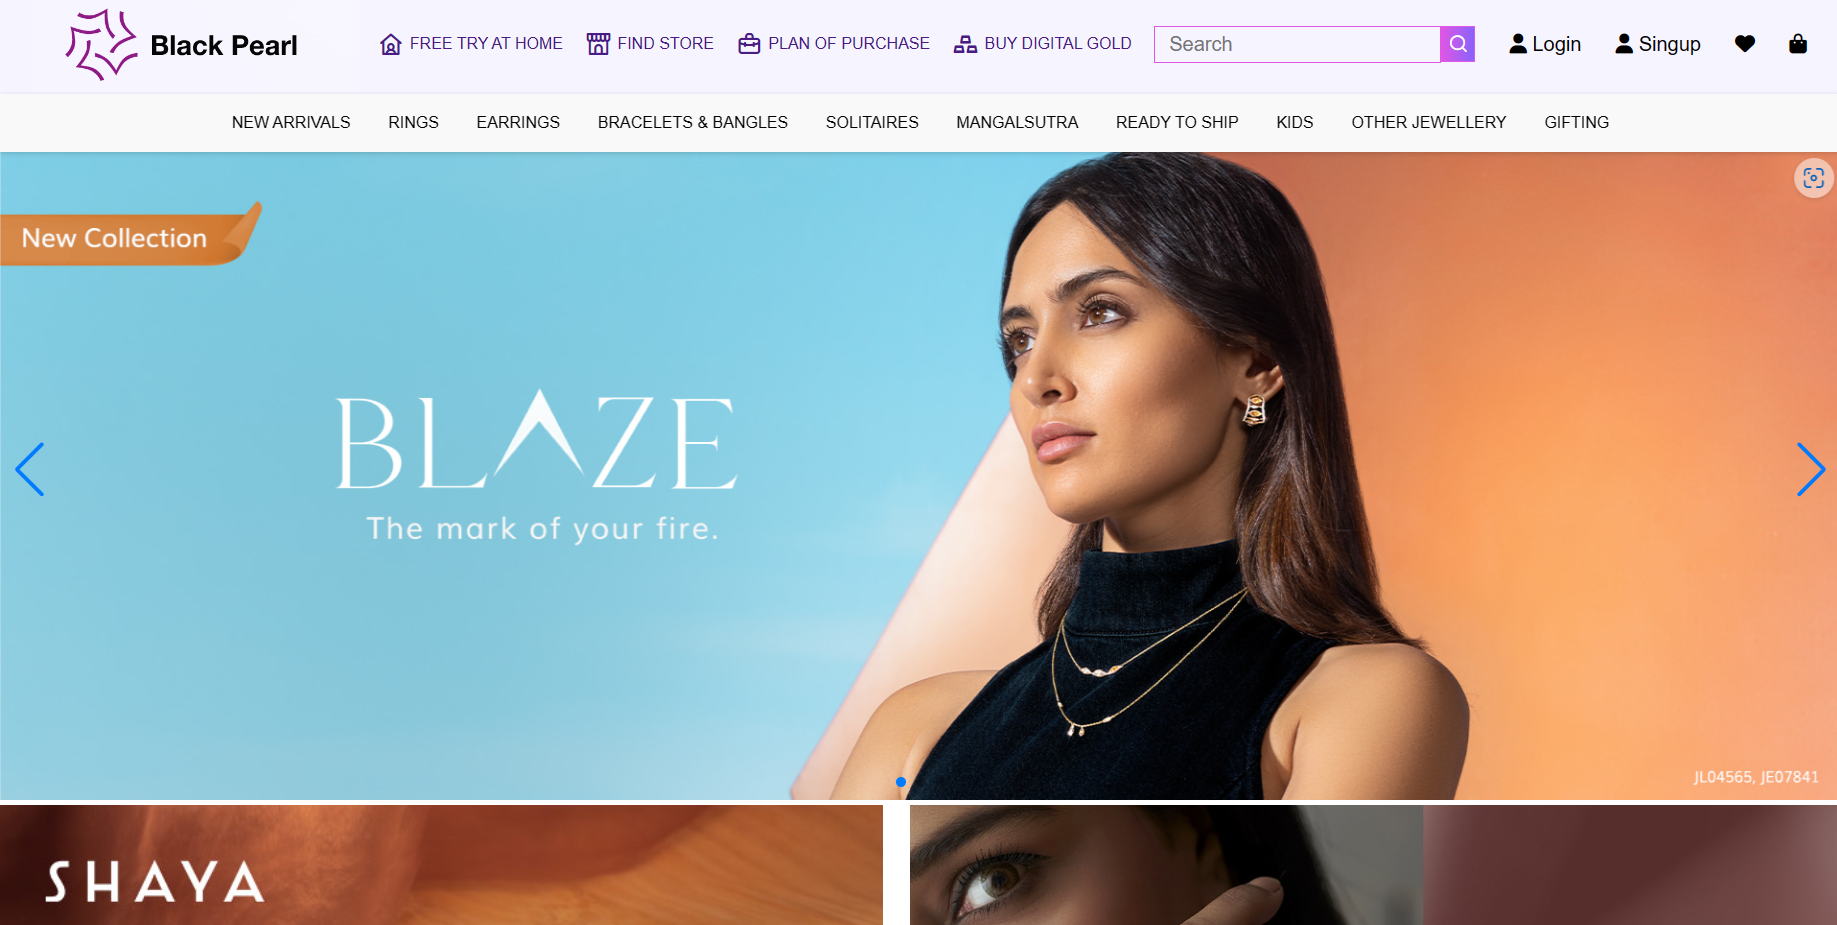 Black Pearl
FREE TRY AT HOME
FIND STORE
PLAN OF PURCHASE
BUY DIGITAL GOLD
Search
Login
Singup
NEW ARRIVALS
RINGS
EARRINGS
BRACELETS & BANGLES
SOLITAIRES
MANGALSUTRA
READY TO SHIP
KIDS
OTHER JEWELLERY
GIFTING
New Collection
BLAZE
The mark of your fire.
JL04565, JE07841
SHAYA